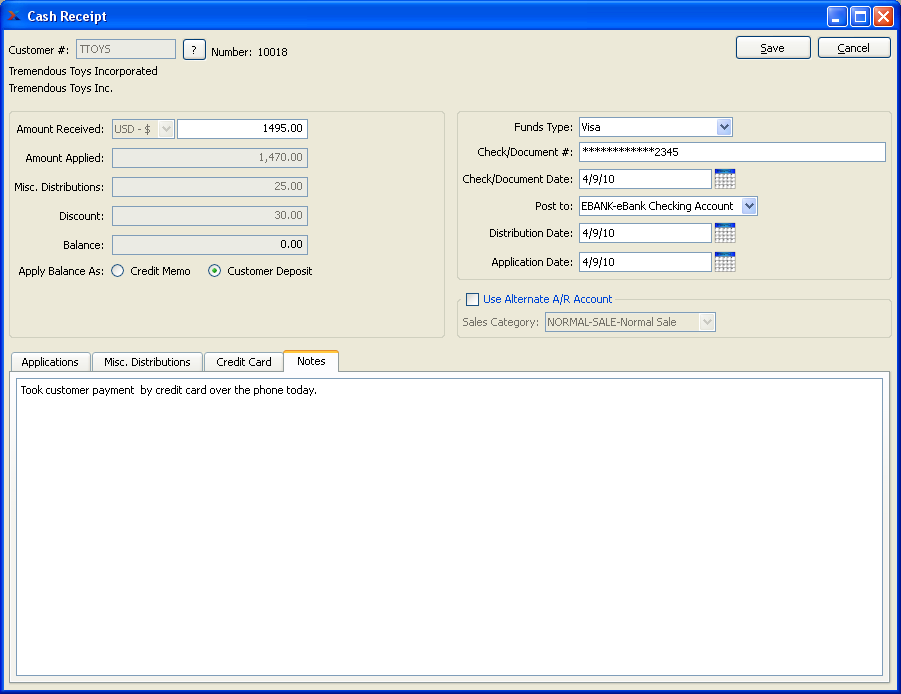 Cash Receipt
Customer #: TTOYS ? Number: 10018 Save Cancel
Tremendous Toys Incorporated
Tremendous Toys Inc.
Amount Received: USD - $ 1495.00
Amount Applied: 1,470.00
Misc. Distributions: 25.00
Discount: 30.00
Balance: 0.00
Apply Balance As: Credit Memo Customer Deposit
Funds Type: Visa
Check/Document #: ************2345
Check/Document Date: 4/9/10
Post to: EBANK-eBank Checking Account
Distribution Date: 4/9/10
Application Date: 4/9/10
Use Alternate A/R Account
Sales Category: NORMAL-SALE-Normal Sale
Applications Misc. Distributions Credit Card Notes
Took customer payment  by credit card over the phone today.